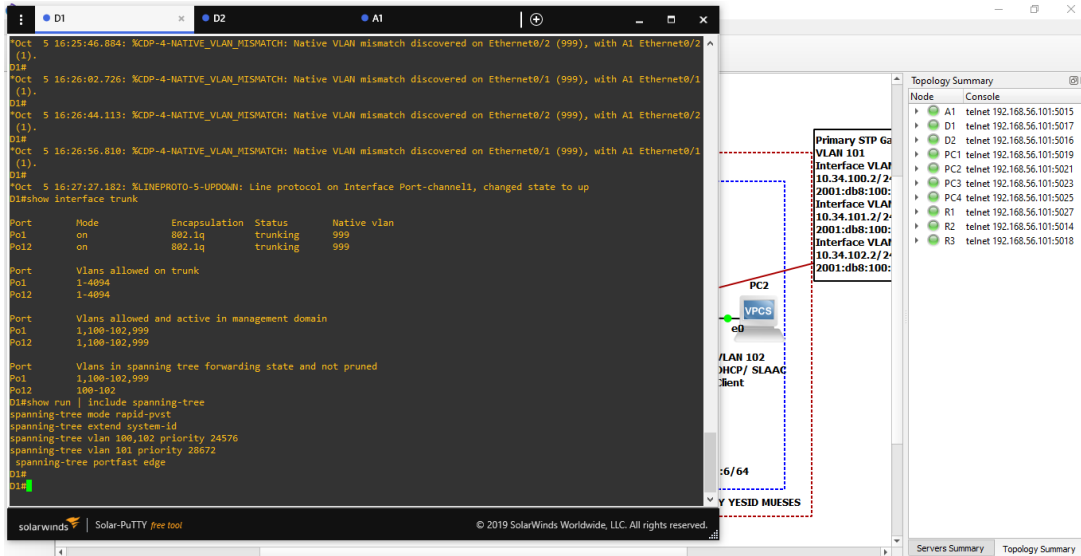 D1
D2
A1
*Oct  5 16:25:46.884: %CDP-4-NATIVE_VLAN_MISMATCH: Native VLAN mismatch discovered on Ethernet0/2 (999), with A1 Ethernet0/2
(1).
D1#
*Oct  5 16:26:02.726: %CDP-4-NATIVE_VLAN_MISMATCH: Native VLAN mismatch discovered on Ethernet0/1 (999), with A1 Ethernet0/1
(1).
D1#
*Oct  5 16:26:44.113: %CDP-4-NATIVE_VLAN_MISMATCH: Native VLAN mismatch discovered on Ethernet0/2 (999), with A1 Ethernet0/2
(1).
D1#
*Oct  5 16:26:56.810: %CDP-4-NATIVE_VLAN_MISMATCH: Native VLAN mismatch discovered on Ethernet0/1 (999), with A1 Ethernet0/1
(1).
D1#
*Oct  5 16:27:27.182: %LINEPROTO-5-UPDOWN: Line protocol on Interface Port-channel1, changed state to up
D1#show interface trunk
Port        Mode             Encapsulation  Status        Native vlan
Po1         on               802.1q         trunking      999
Po12        on               802.1q         trunking      999
Port        Vlans allowed on trunk
Po1         1-4094
Po12        1-4094
Port        Vlans allowed and active in management domain
Po1         1,100-102,999
Po12        1,100-102,999
Port        Vlans in spanning tree forwarding state and not pruned
Po1         1,100-102,999
Po12        100-102
D1#show run | include spanning-tree
spanning-tree mode rapid-pvst
spanning-tree extend system-id
spanning-tree vlan 100,102 priority 24576
spanning-tree vlan 101 priority 28672
 spanning-tree portfast edge
D1#
D1#
solarwinds | Solar-PuTTY free tool
© 2019 SolarWinds Worldwide, LLC. All rights reserved.
Primary STP Ga
VLAN 101
Interface VLAN
10.34.100.2/24
2001:db8:100:
Interface VLAN
10.34.101.2/24
2001:db8:100:
Interface VLAN
10.34.102.2/24
2001:db8:100:
PC2
VPCS
e0
VLAN 102
DHCP/ SLAAC
Client
:6/64
Y YESID MUESES
Topology Summary
Node Console
A1 telnet 192.168.56.101:5015
D1 telnet 192.168.56.101:5017
D2 telnet 192.168.56.101:5016
PC1 telnet 192.168.56.101:5019
PC2 telnet 192.168.56.101:5021
PC3 telnet 192.168.56.101:5023
PC4 telnet 192.168.56.101:5025
R1 telnet 192.168.56.101:5027
R2 telnet 192.168.56.101:5014
R3 telnet 192.168.56.101:5018
Servers Summary
Topology Summary